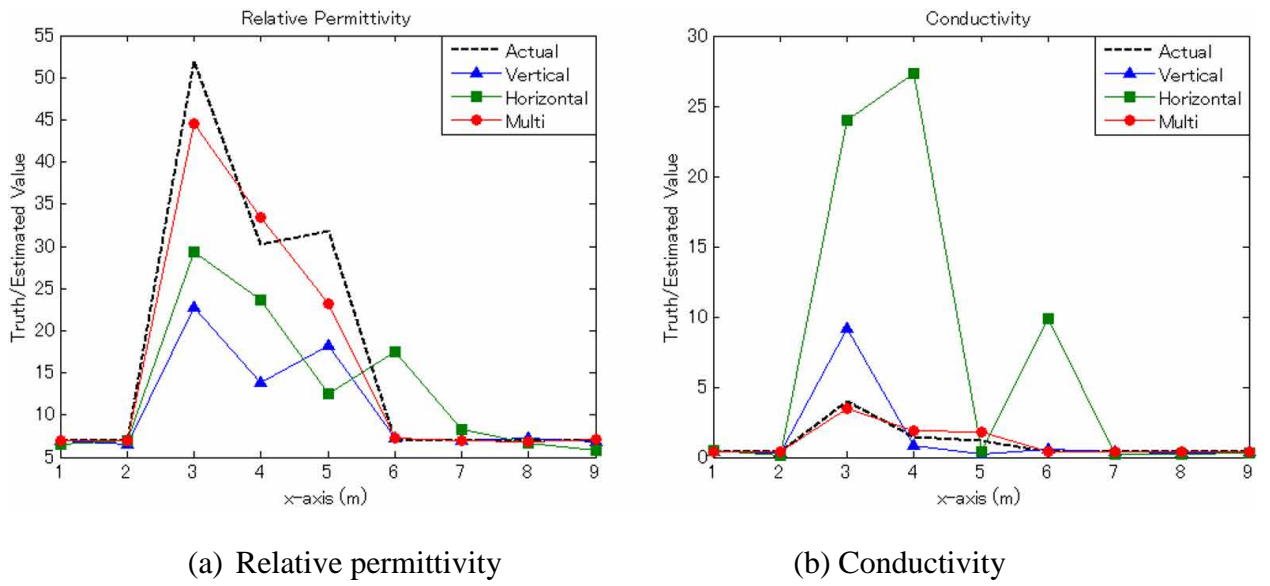 Relative Permittivity
55
50
45
40
35
30
25
20
15
10
5
Truth/Estimated Value
Actual
Vertical
Horizontal
Multi
1 2 3 4 5 6 7 8 9
x-axis (m)
(a) Relative permittivity
Conductivity
30
25
20
15
10
5
0
Truth/Estimated Value
Actual
Vertical
Horizontal
Multi
1 2 3 4 5 6 7 8 9
x-axis (m)
(b) Conductivity